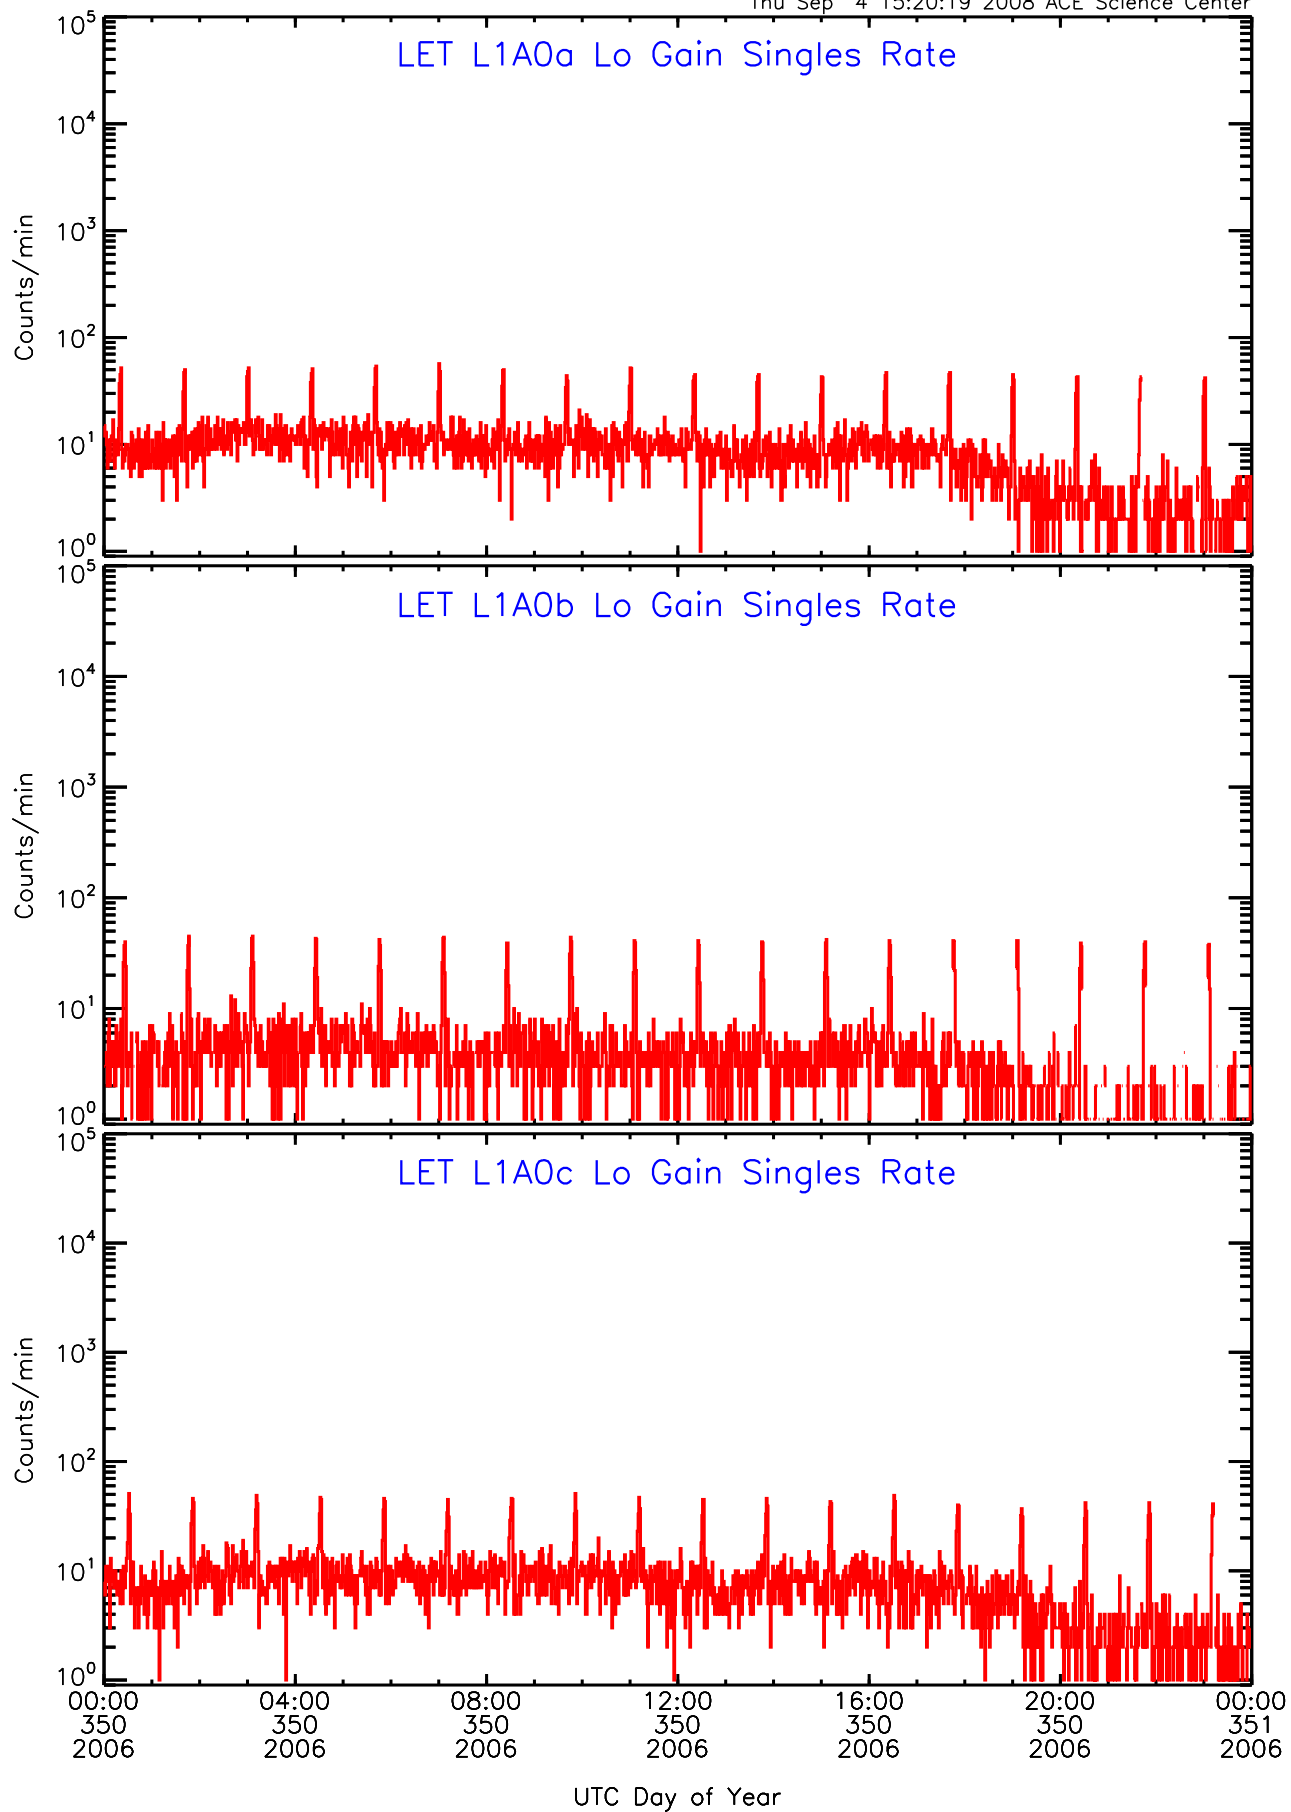 Thu Sep 4 15:20:19 2008 ACE Science Center
LET L1A0a Lo Gain Singles Rate
10^5
10^4
10^3
10^2
10^1
10^0
Counts/min
LET L1A0b Lo Gain Singles Rate
10^5
10^4
10^3
10^2
10^1
10^0
Counts/min
LET L1A0c Lo Gain Singles Rate
10^5
10^4
10^3
10^2
10^1
10^0
Counts/min
00:00 04:00 08:00 12:00 16:00 20:00 00:00
350 350 350 350 350 350 351
2006 2006 2006 2006 2006 2006 2006
UTC Day of Year